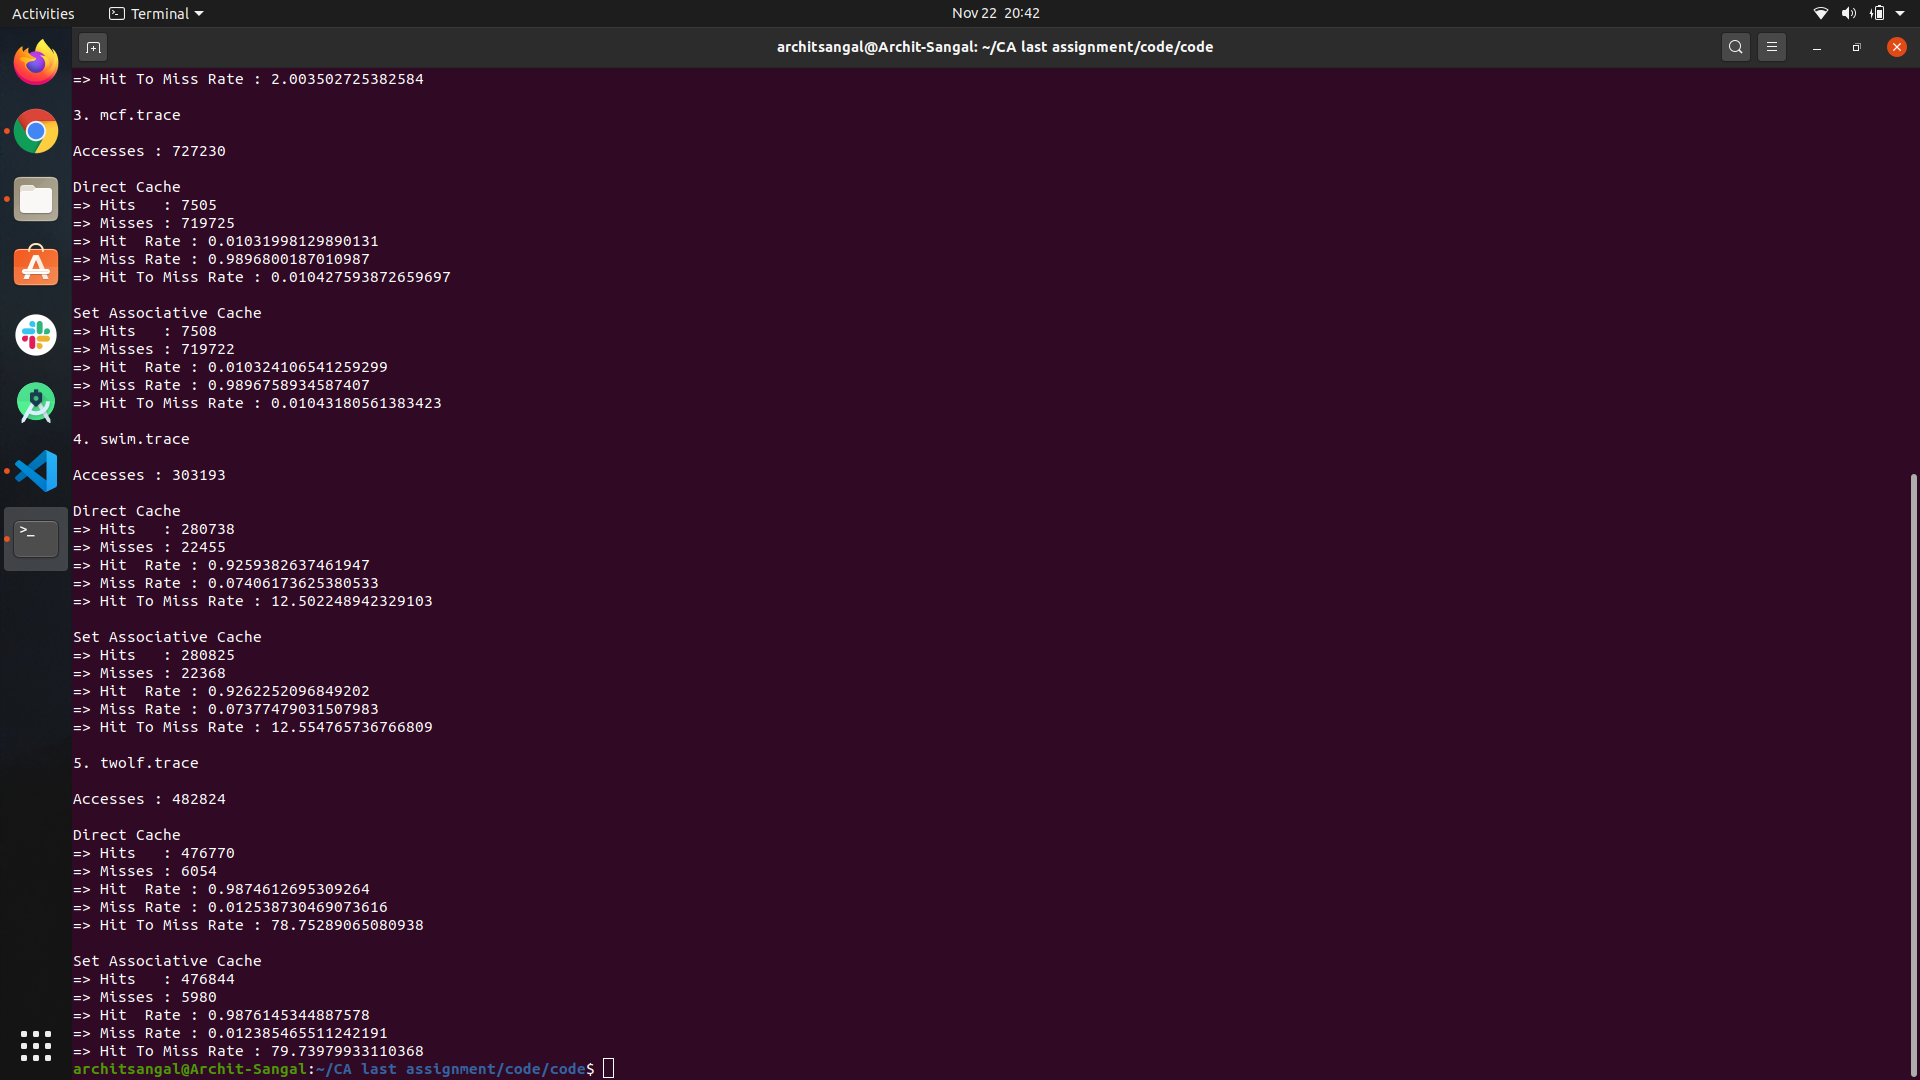 Activities
Terminal
Nov 22 20:42
architsangal@Archit-Sangal: ~/CA last assignment/code/code
=> Hit To Miss Rate : 2.003502725382584
3. mcf.trace
Accesses : 727230
Direct Cache
=> Hits   : 7505
=> Misses : 719725
=> Hit  Rate : 0.01031998129890131
=> Miss Rate : 0.9896800187010987
=> Hit To Miss Rate : 0.010427593872659697
Set Associative Cache
=> Hits   : 7508
=> Misses : 719722
=> Hit  Rate : 0.010324106541259299
=> Miss Rate : 0.9896758934587407
=> Hit To Miss Rate : 0.01043180561383423
4. swim.trace
Accesses : 303193
Direct Cache
=> Hits   : 280738
=> Misses : 22455
=> Hit  Rate : 0.9259382637461947
=> Miss Rate : 0.07406173625380533
=> Hit To Miss Rate : 12.502248942329103
Set Associative Cache
=> Hits   : 280825
=> Misses : 22368
=> Hit  Rate : 0.9262252096849202
=> Miss Rate : 0.07377479031507983
=> Hit To Miss Rate : 12.554765736766809
5. twolf.trace
Accesses : 482824
Direct Cache
=> Hits   : 476770
=> Misses : 6054
=> Hit  Rate : 0.9874612695309264
=> Miss Rate : 0.012538730469073616
=> Hit To Miss Rate : 78.75289065080938
Set Associative Cache
=> Hits   : 476844
=> Misses : 5980
=> Hit  Rate : 0.9876145344887578
=> Miss Rate : 0.012385465511242191
=> Hit To Miss Rate : 79.73979933110368
architsangal@Archit-Sangal:~/CA last assignment/code/code$